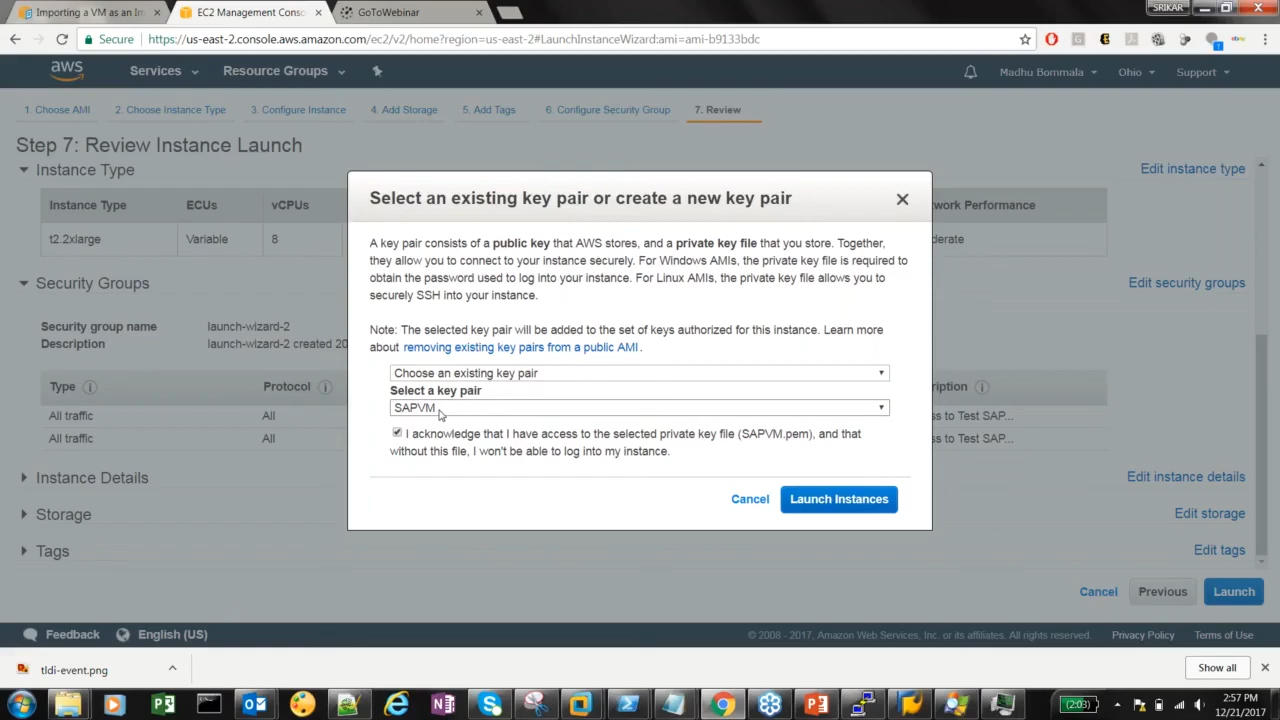 Importing a VM as an Im
EC2 Management Conso
GoToWebinar
SRIKAR
Secure
https://us-east-2.console.aws.amazon.com/ec2/v2/home?region=us-east-2#LaunchInstanceWizard:ami=ami-b9133bdc
aws
Services
Resource Groups
Madhu Bommala
Ohio
Support
1. Choose AMI
2. Choose Instance Type
3. Configure Instance
4. Add Storage
5. Add Tags
6. Configure Security Group
7. Review
Step 7: Review Instance Launch
Instance Type
Edit instance type
Instance Type
ECUs
vCPUs
work Performance
t2.2xlarge
Variable
8
derate
Security Groups
Edit security groups
Security group name
launch-wizard-2
Description
launch-wizard-2 created 20
Type
Protocol
ription
All traffic
All
ss to Test SAP...
All traffic
All
ss to Test SAP...
Instance Details
Edit instance details
Storage
Edit storage
Tags
Edit tags
Select an existing key pair or create a new key pair
A key pair consists of a public key that AWS stores, and a private key file that you store. Together,
they allow you to connect to your instance securely. For Windows AMIs, the private key file is required to
obtain the password used to log into your instance. For Linux AMIs, the private key file allows you to
securely SSH into your instance.
Note: The selected key pair will be added to the set of keys authorized for this instance. Learn more
about removing existing key pairs from a public AMI.
Choose an existing key pair
Select a key pair
SAPVM
I acknowledge that I have access to the selected private key file (SAPVM.pem), and that
without this file, I won't be able to log into my instance.
Cancel
Launch Instances
Cancel
Previous
Launch
Feedback
English (US)
© 2008 - 2017, Amazon Web Services, Inc. or its affiliates. All rights reserved.
Privacy Policy
Terms of Use
tldi-event.png
Show all
(2:03)
2:57 PM
12/21/2017